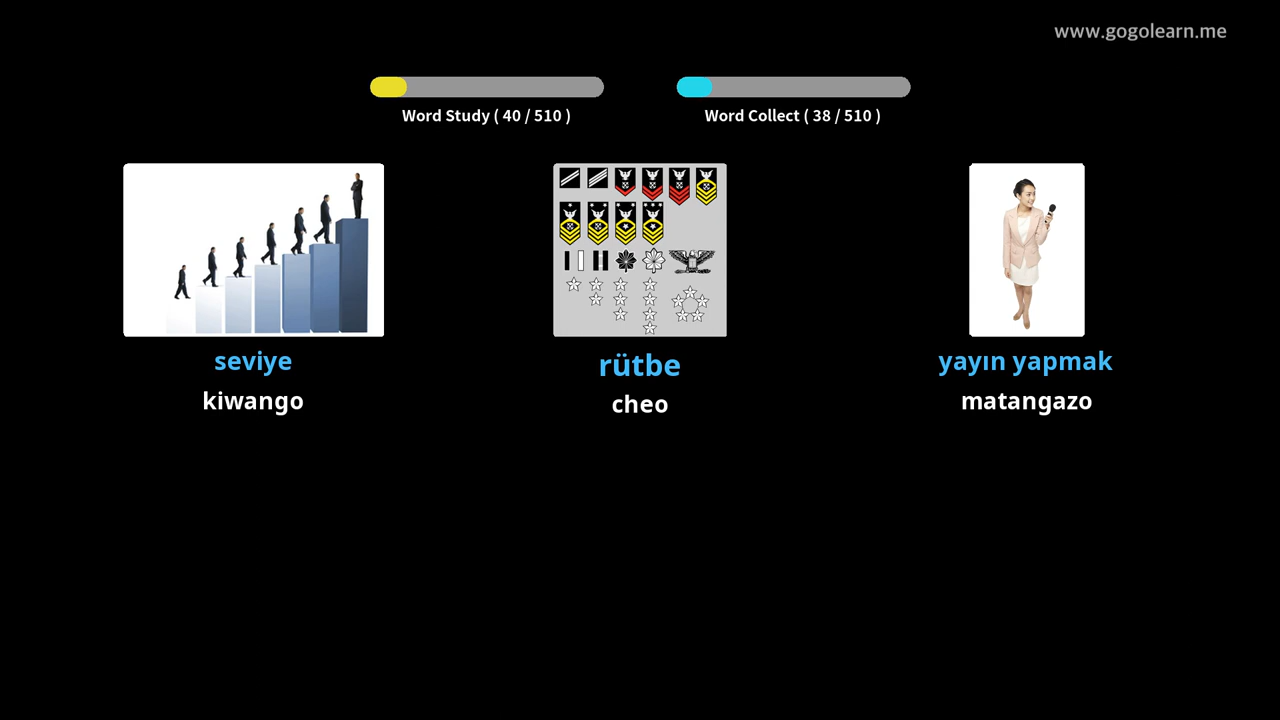 www.gogolearn.me
Word Study ( 40 / 510 )
Word Collect ( 38 / 510 )
seviye
kiwango
rütbe
cheo
yayın yapmak
matangazo